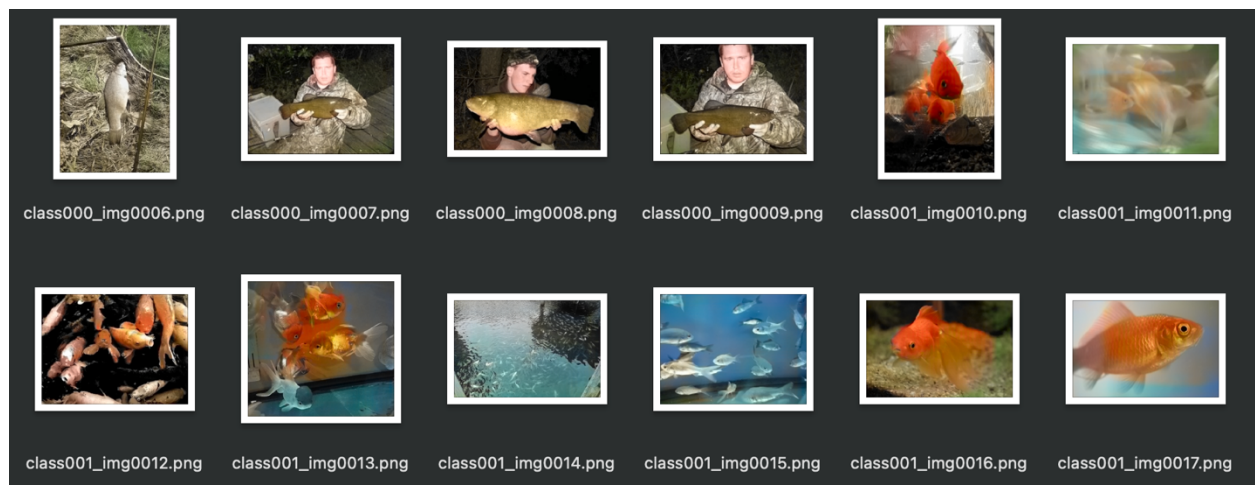 class000_img0006.png
class000_img0007.png
class000_img0008.png
class000_img0009.png
class001_img0010.png
class001_img0011.png
class001_img0012.png
class001_img0013.png
class001_img0014.png
class001_img0015.png
class001_img0016.png
class001_img0017.png